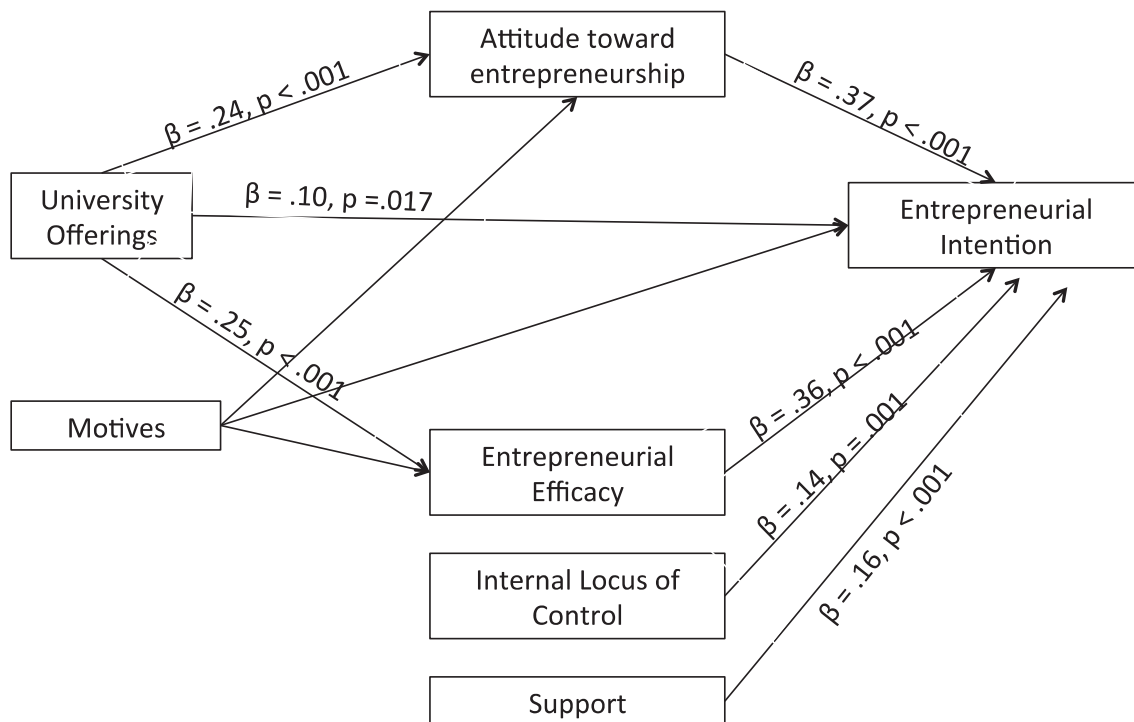 Attitude toward
entrepreneurship
β = .24, p < .001
β = .37, p < .001
University
Offerings
β = .10, p =.017
Entrepreneurial
Intention
β = .25, p < .001
Motives
β = .36, p < .001
Entrepreneurial
Efficacy
β = .14, p = .001
β = .16, p < .001
Internal Locus of
Control
Support